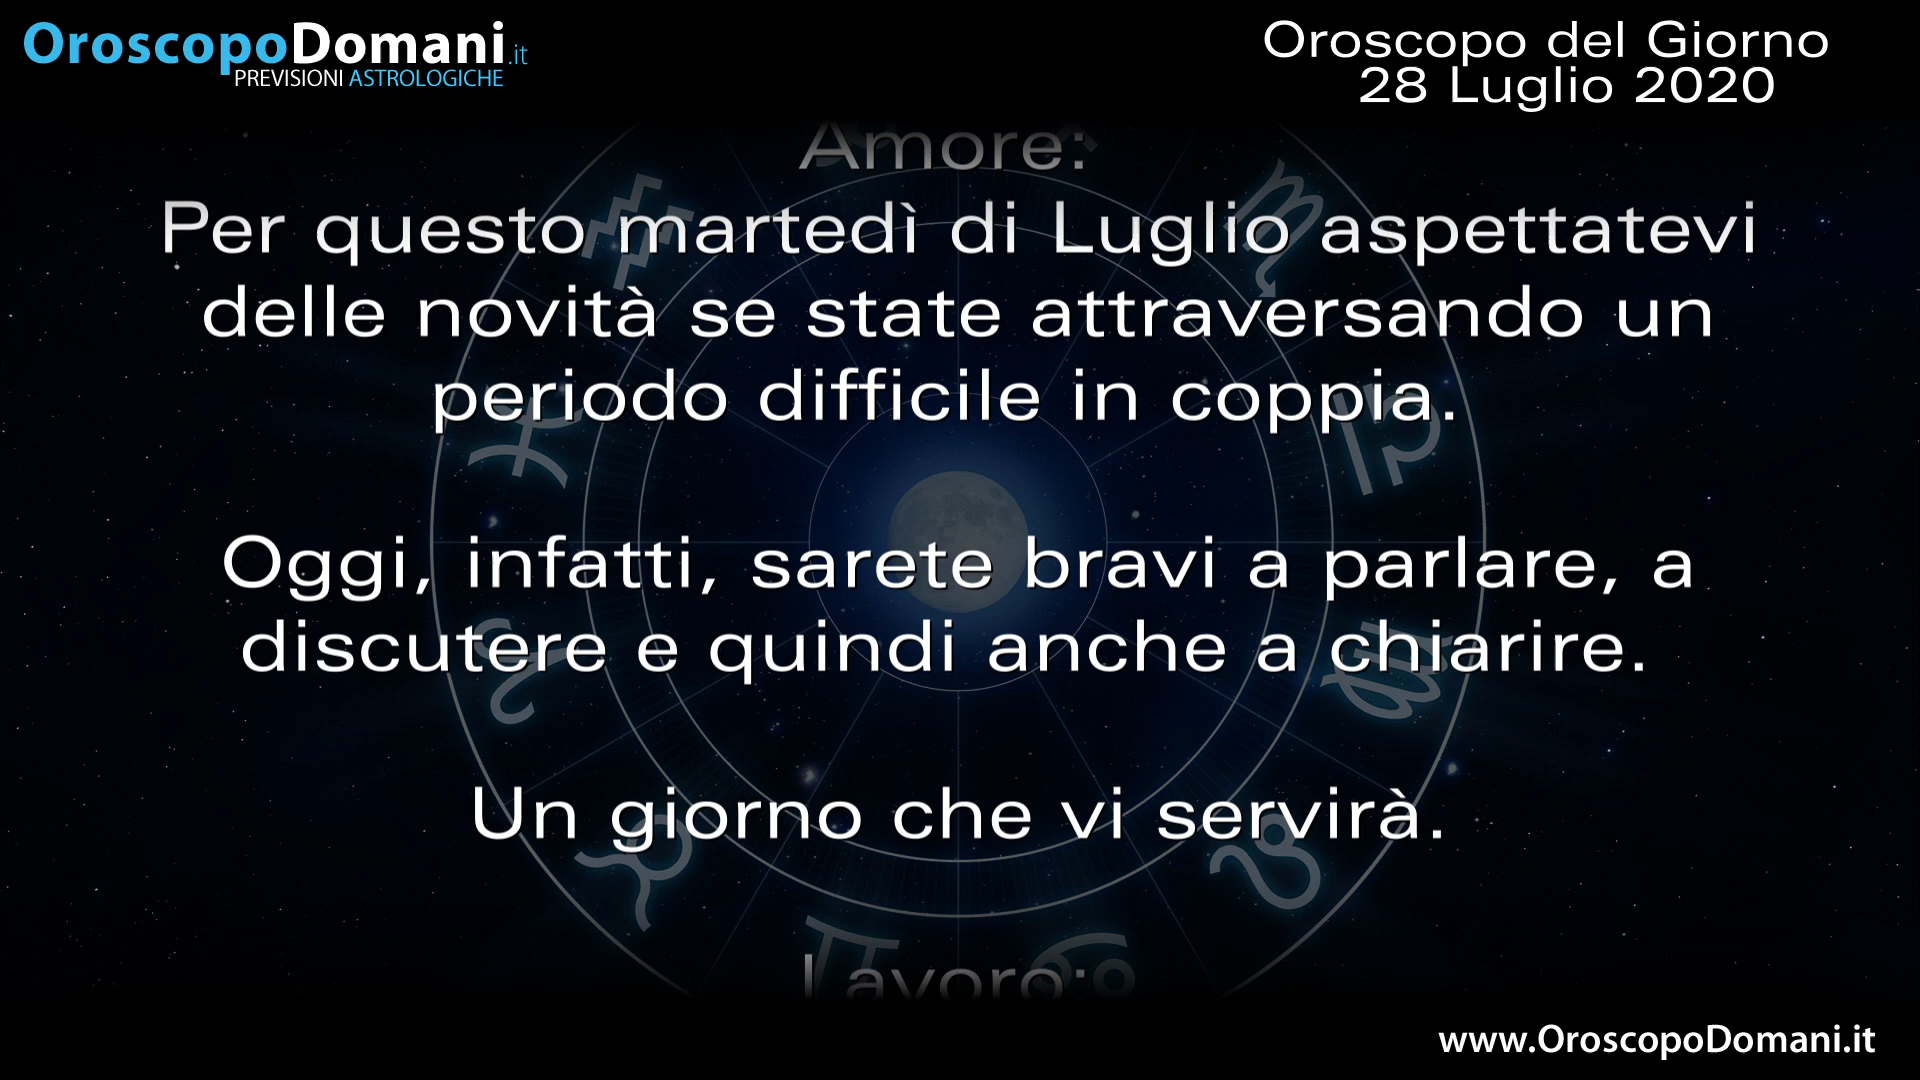 OroscopoDomani.it
PREVISIONI ASTROLOGICHE
Oroscopo del Giorno
28 Luglio 2020
Amore:
Per questo martedì di Luglio aspettatevi
delle novità se state attraversando un
periodo difficile in coppia.
Oggi, infatti, sarete bravi a parlare, a
discutere e quindi anche a chiarire.
Un giorno che vi servirà.
Lavoro:
www.OroscopoDomani.it